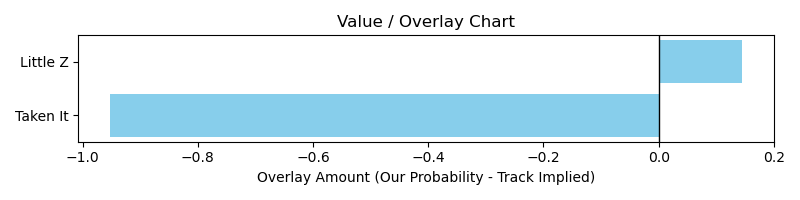 Value / Overlay Chart
Little Z
Taken It
−1.0 −0.8 −0.6 −0.4 −0.2 0.0 0.2
Overlay Amount (Our Probability - Track Implied)